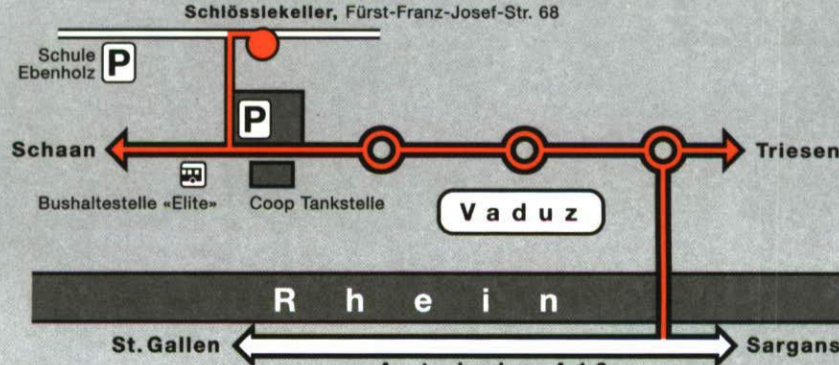 Schlösslekeller, Fürst-Franz-Josef-Str. 68
Schule
Ebenholz
P
P
Schaan
Triesen
Bushaltestelle «Elite»
Coop Tankstelle
Vaduz
Rhein
St. Gallen
Sargans